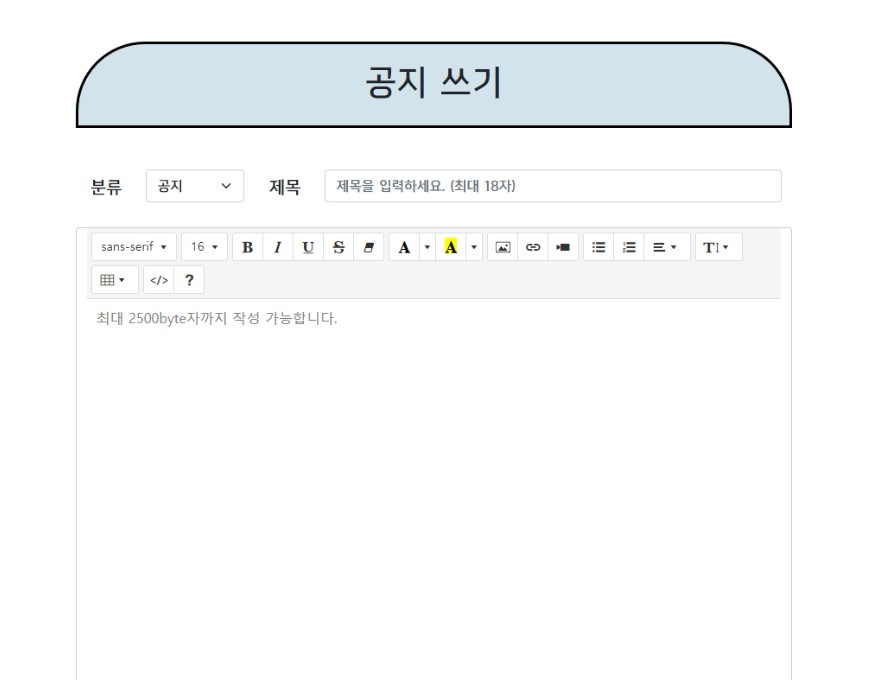 공지 쓰기
분류 공지 제목 제목을 입력하세요. (최대 18자)
sans-serif 16 B I U S A A T
</> ?
최대 2500byte자까지 작성 가능합니다.